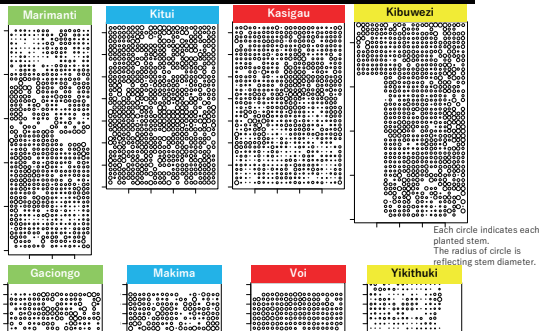 Marimanti
Kitui
Kasigau
Kibuwezi
Each circle indicates each
planted stem.
The radius of circle is
reflecting stem diameter.
Gaciongo
Makima
Voi
Yikithuki